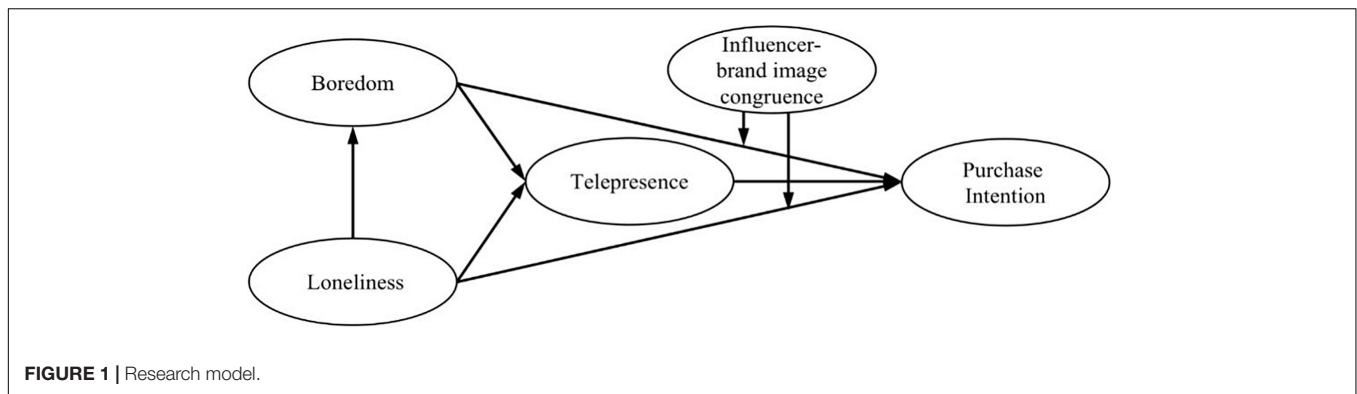 Boredom
Influencer-
brand image
congruence
Telepresence
Purchase
Intention
Loneliness
FIGURE 1 | Research model.